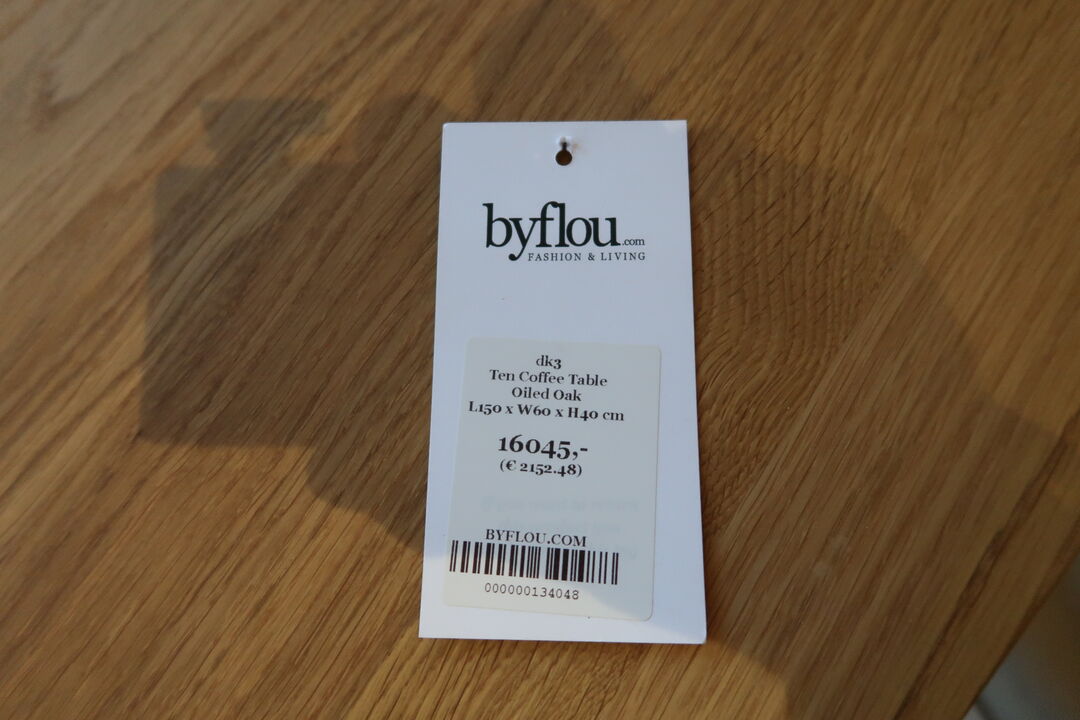 byflou.com
FASHION & LIVING
dk3
Ten Coffee Table
Oiled Oak
L150 x W60 x H40 cm
16045,-
(€ 2152.48)
BYFLOU.COM
000000134048